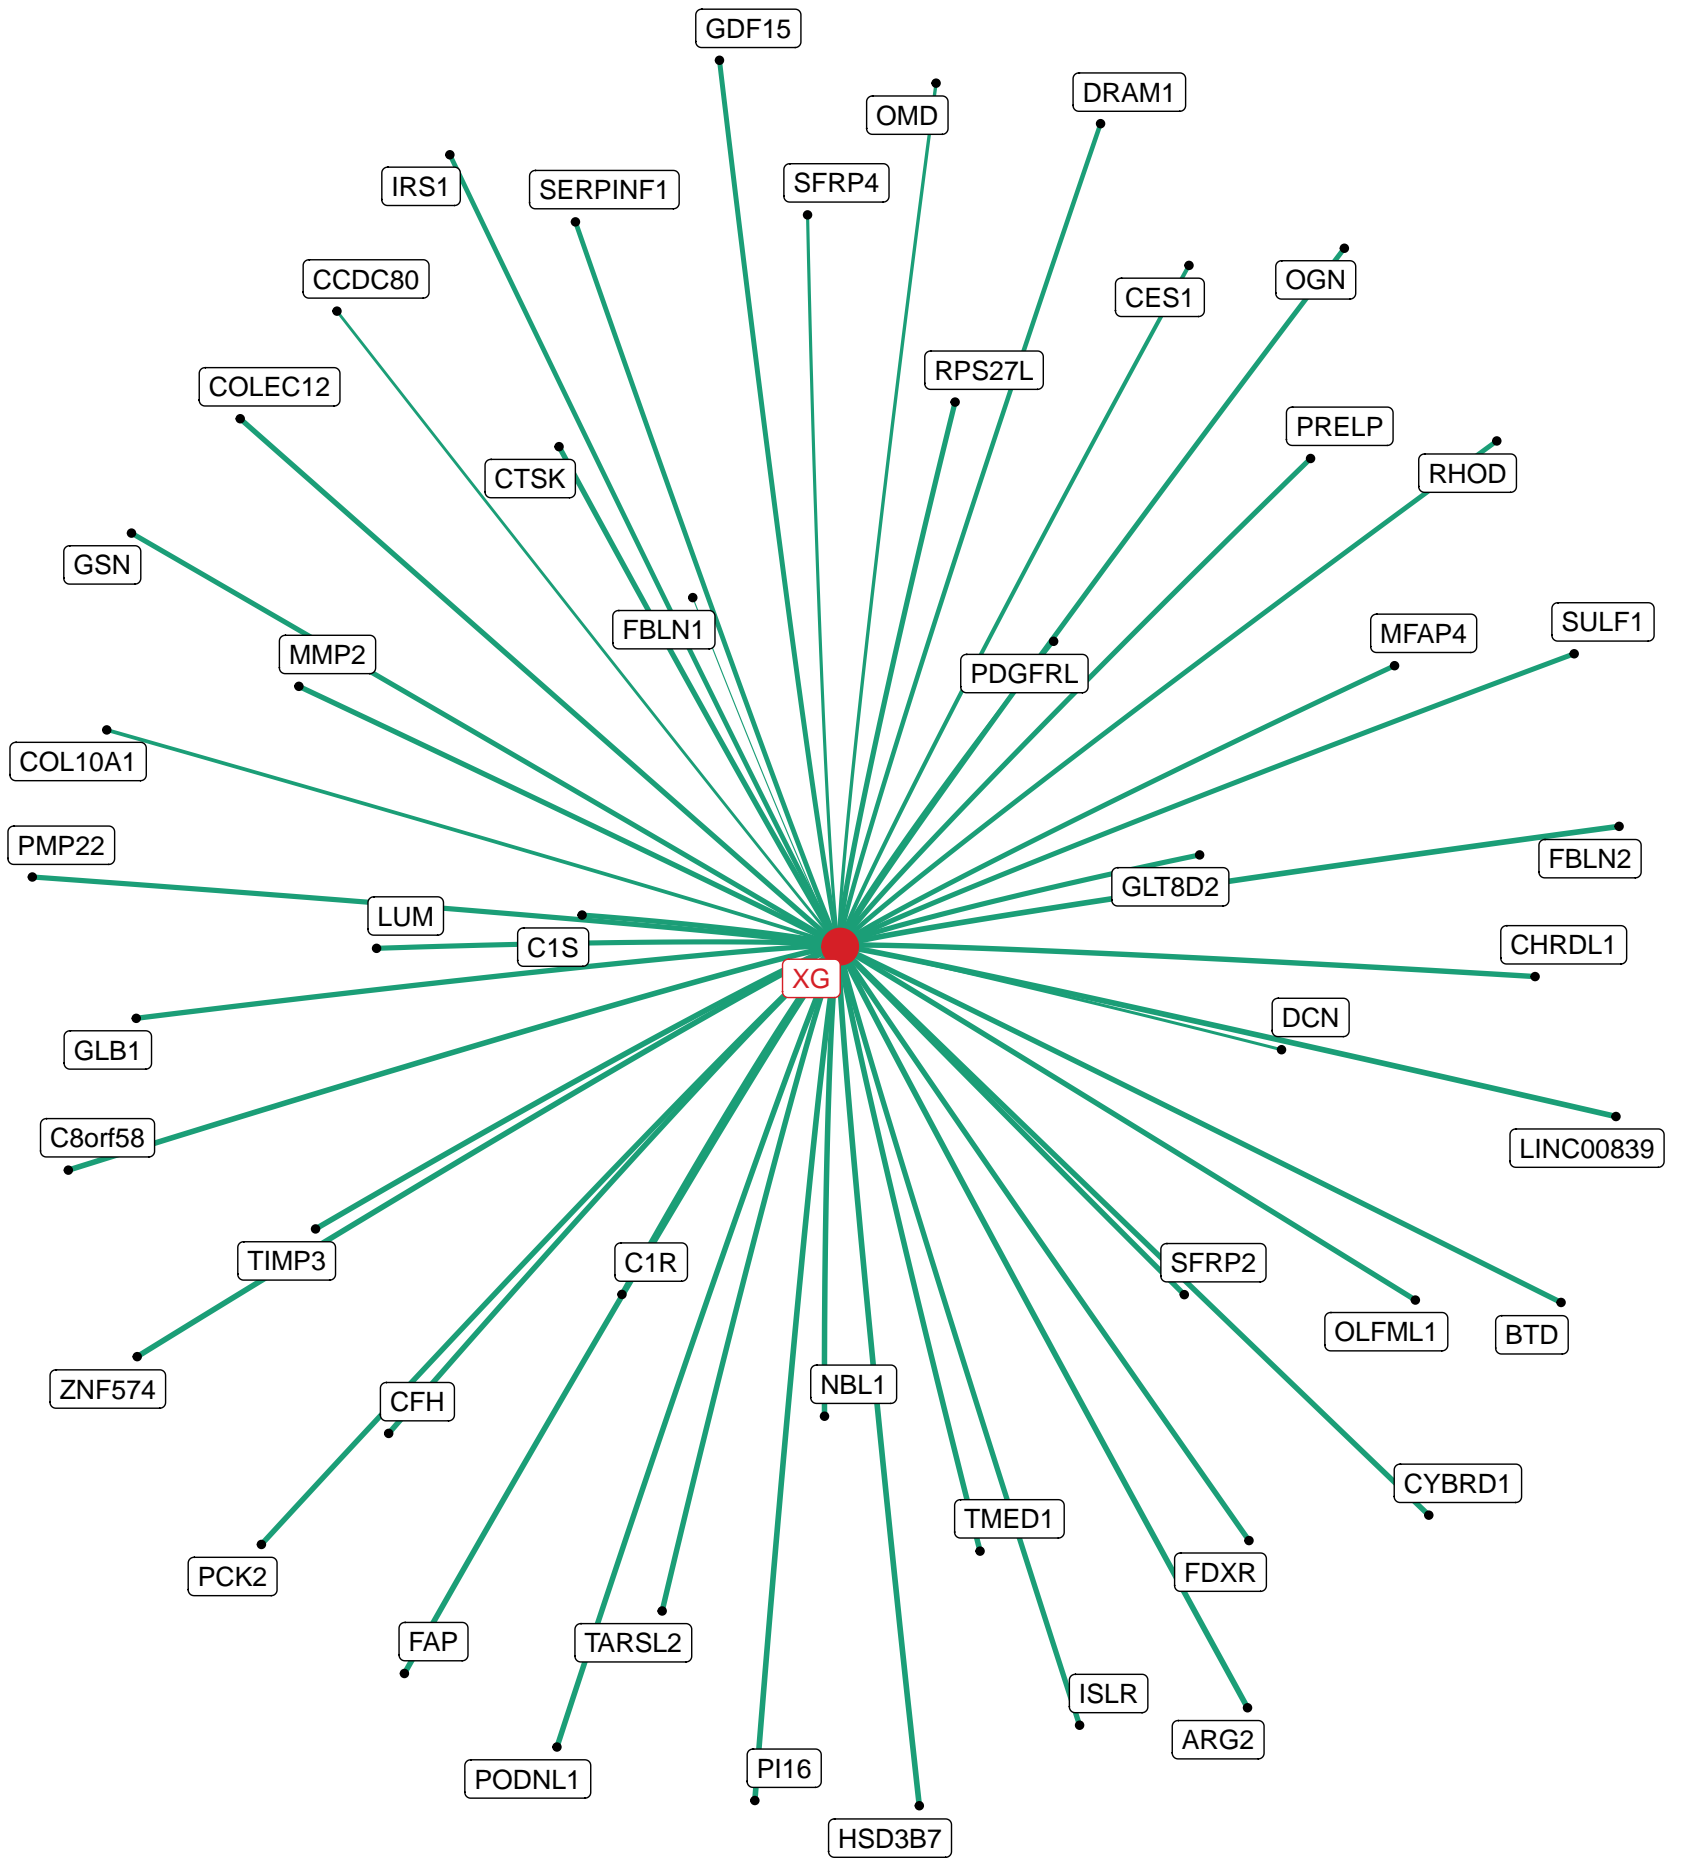 GDF15
OMD
DRAM1
IRS1
SERPINF1
SFRP4
CCDC80
CES1
OGN
COLEC12
RPS27L
PRELP
CTSK
RHOD
GSN
FBLN1
MMP2
PDGFRL
MFAP4
SULF1
COL10A1
PMP22
GLT8D2
FBLN2
LUM
C1S
CHRDL1
XG
GLB1
DCN
C8orf58
LINC00839
TIMP3
C1R
SFRP2
OLFML1
BTD
ZNF574
CFH
NBL1
CYBRD1
TMED1
PCK2
FDXR
FAP
TARSL2
ISLR
ARG2
PODNL1
PI16
HSD3B7